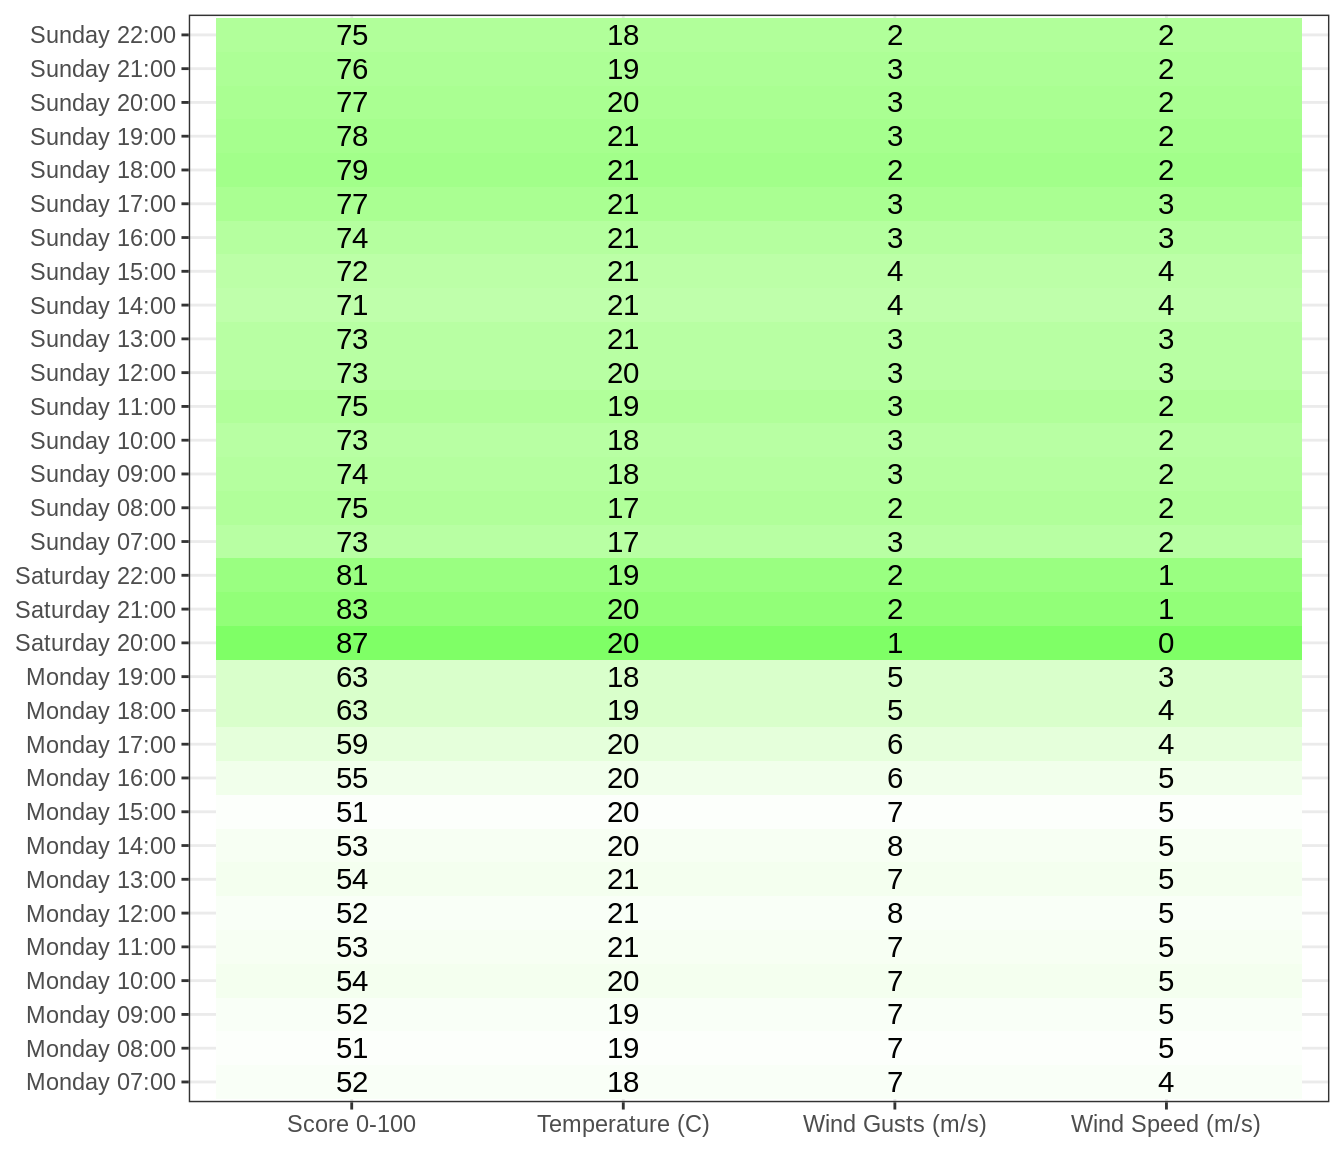 Sunday 22:00 75 18 2 2
Sunday 21:00 76 19 3 2
Sunday 20:00 77 20 3 2
Sunday 19:00 78 21 3 2
Sunday 18:00 79 21 2 2
Sunday 17:00 77 21 3 3
Sunday 16:00 74 21 3 3
Sunday 15:00 72 21 4 4
Sunday 14:00 71 21 4 4
Sunday 13:00 73 21 3 3
Sunday 12:00 73 20 3 3
Sunday 11:00 75 19 3 2
Sunday 10:00 73 18 3 2
Sunday 09:00 74 18 3 2
Sunday 08:00 75 17 2 2
Sunday 07:00 73 17 3 2
Saturday 22:00 81 19 2 1
Saturday 21:00 83 20 2 1
Saturday 20:00 87 20 1 0
Monday 19:00 63 18 5 3
Monday 18:00 63 19 5 4
Monday 17:00 59 20 6 4
Monday 16:00 55 20 6 5
Monday 15:00 51 20 7 5
Monday 14:00 53 20 8 5
Monday 13:00 54 21 7 5
Monday 12:00 52 21 8 5
Monday 11:00 53 21 7 5
Monday 10:00 54 20 7 5
Monday 09:00 52 19 7 5
Monday 08:00 51 19 7 5
Monday 07:00 52 18 7 4
Score 0-100 Temperature (C) Wind Gusts (m/s) Wind Speed (m/s)